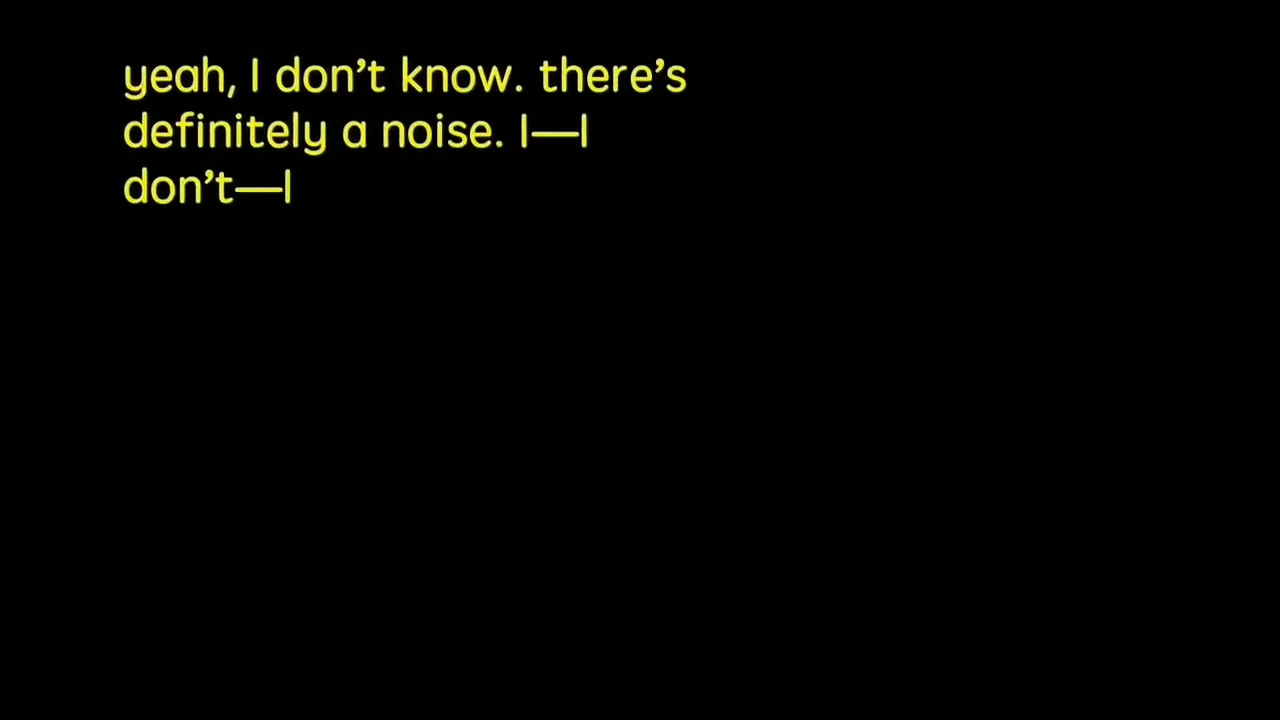 yeah, I don’t know. there’s
definitely a noise. I—I
don’t—I